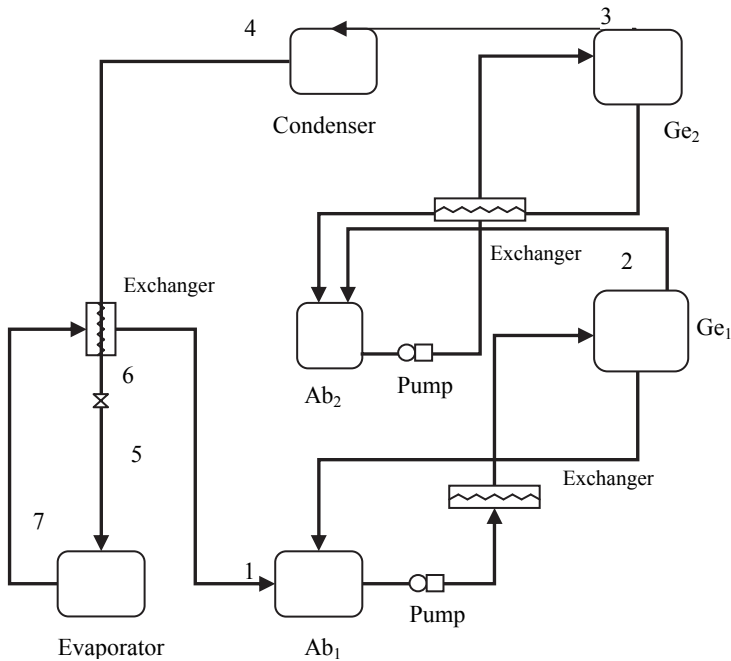 4
3
Condenser
Ge2
Exchanger
2
Exchanger
Ge1
6
Pump
Ab2
5
Exchanger
7
1
Pump
Evaporator
Ab1